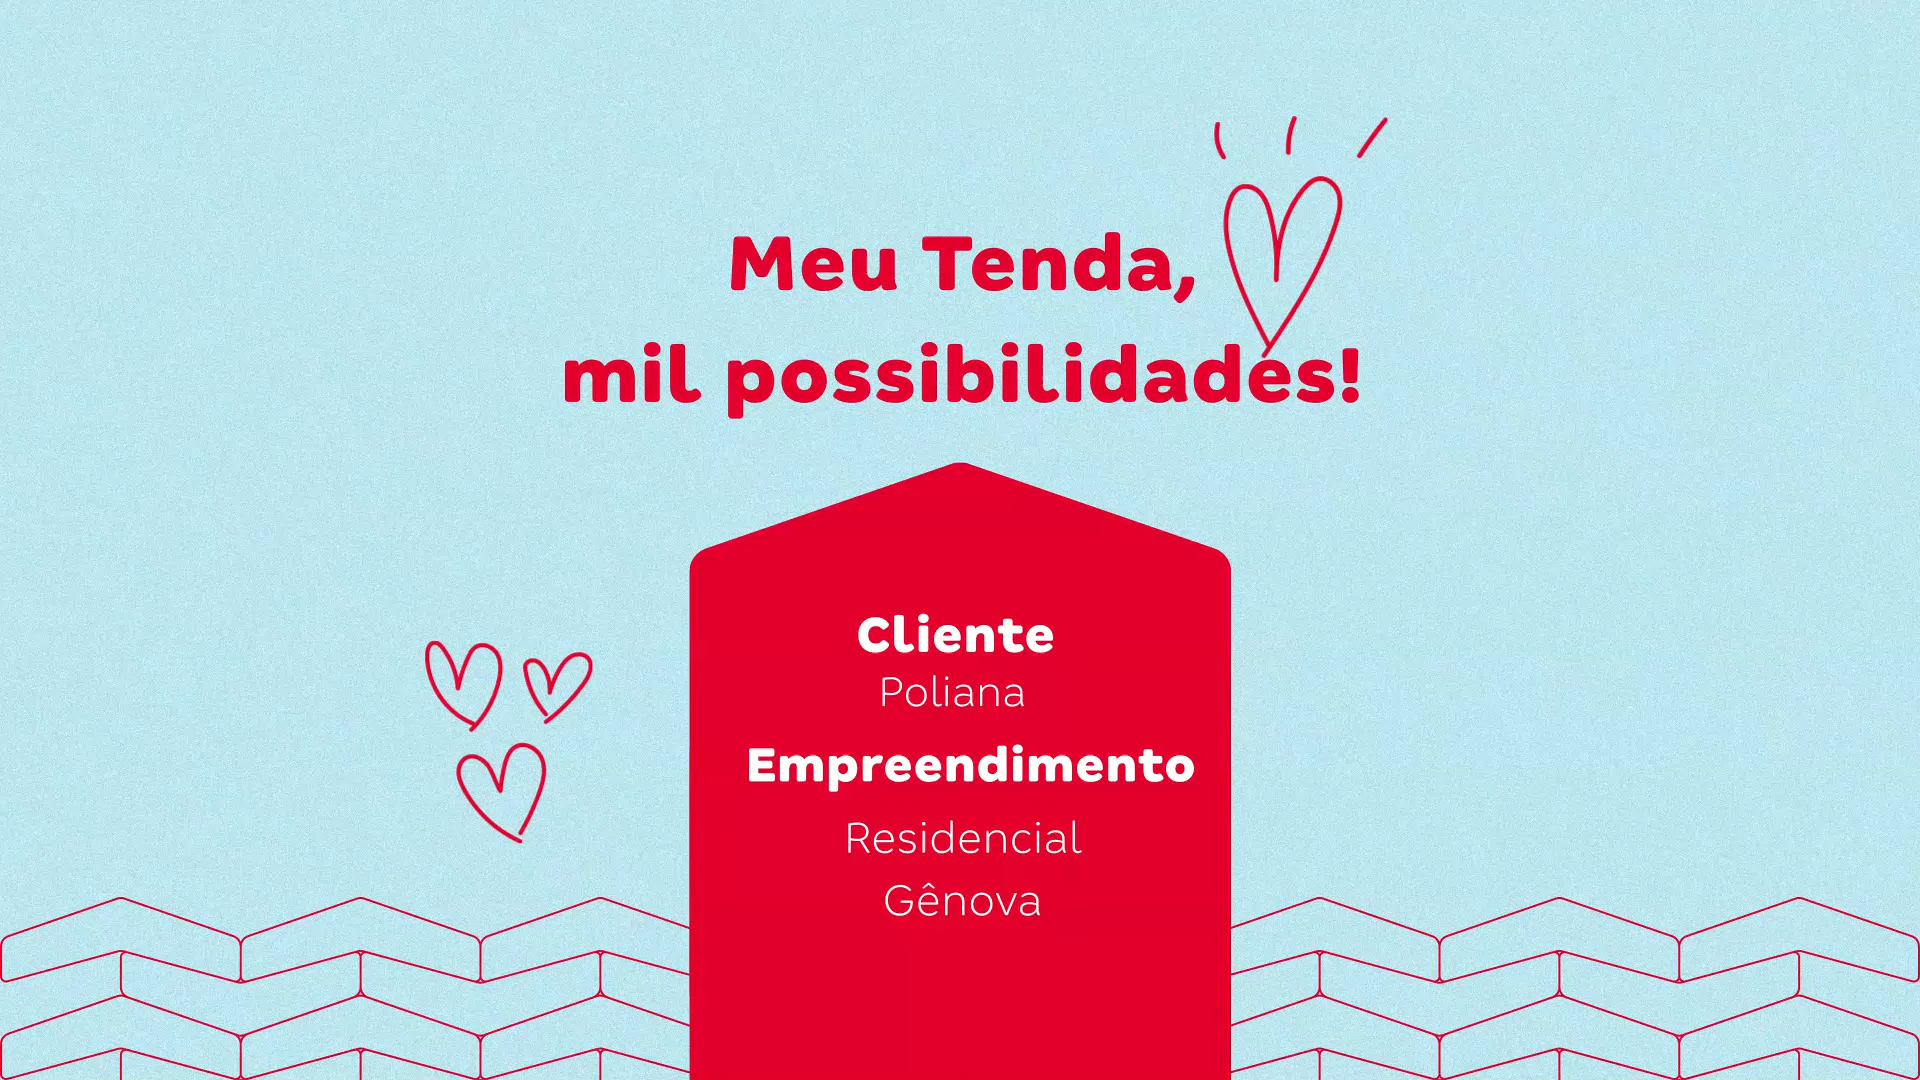 Meu Tenda,
mil possibilidades!
Cliente
Poliana
Empreendimento
Residencial
Gênova